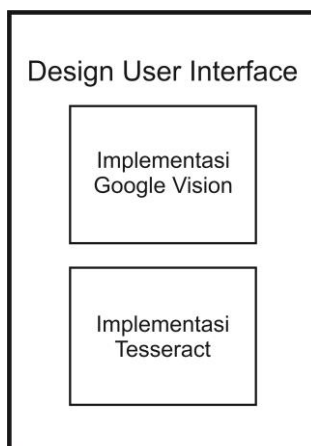 Design User Interface
Implementasi
Google Vision
Implementasi
Tesseract